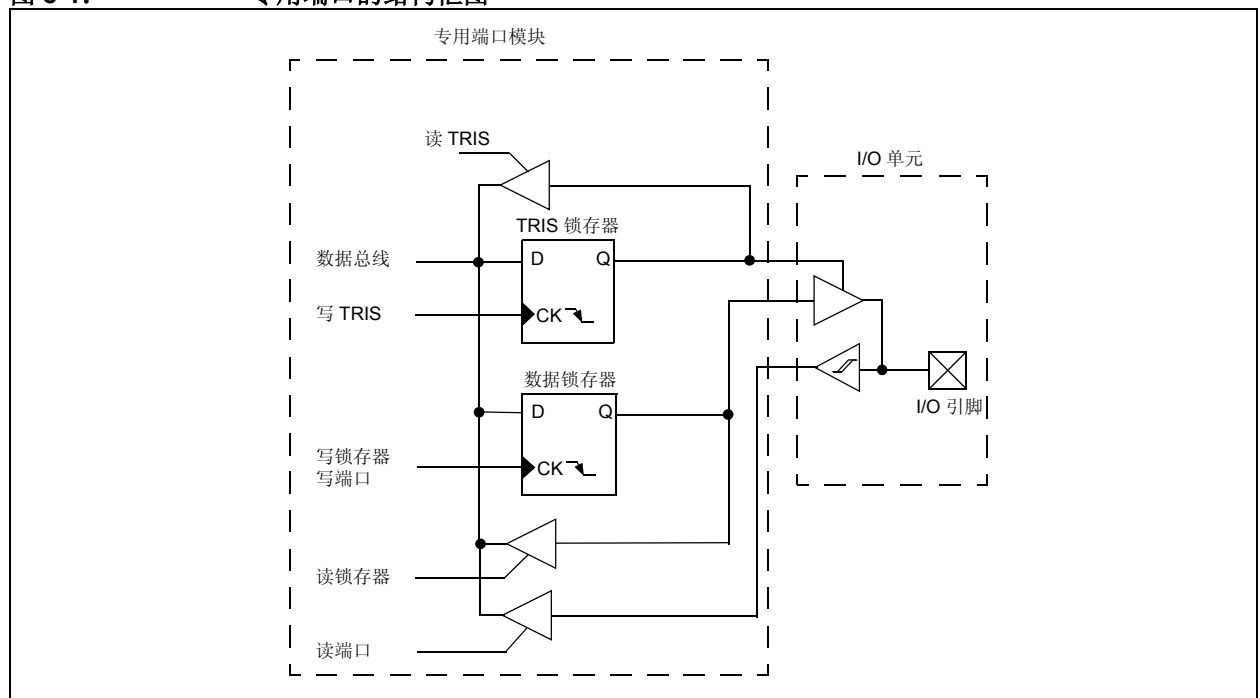 专用端口模块
读 TRIS
I/O 单元
TRIS 锁存器
数据总线
D
Q
写 TRIS
CK
数据锁存器
I/O 引脚
D
Q
写锁存器
写端口
CK
读锁存器
读端口